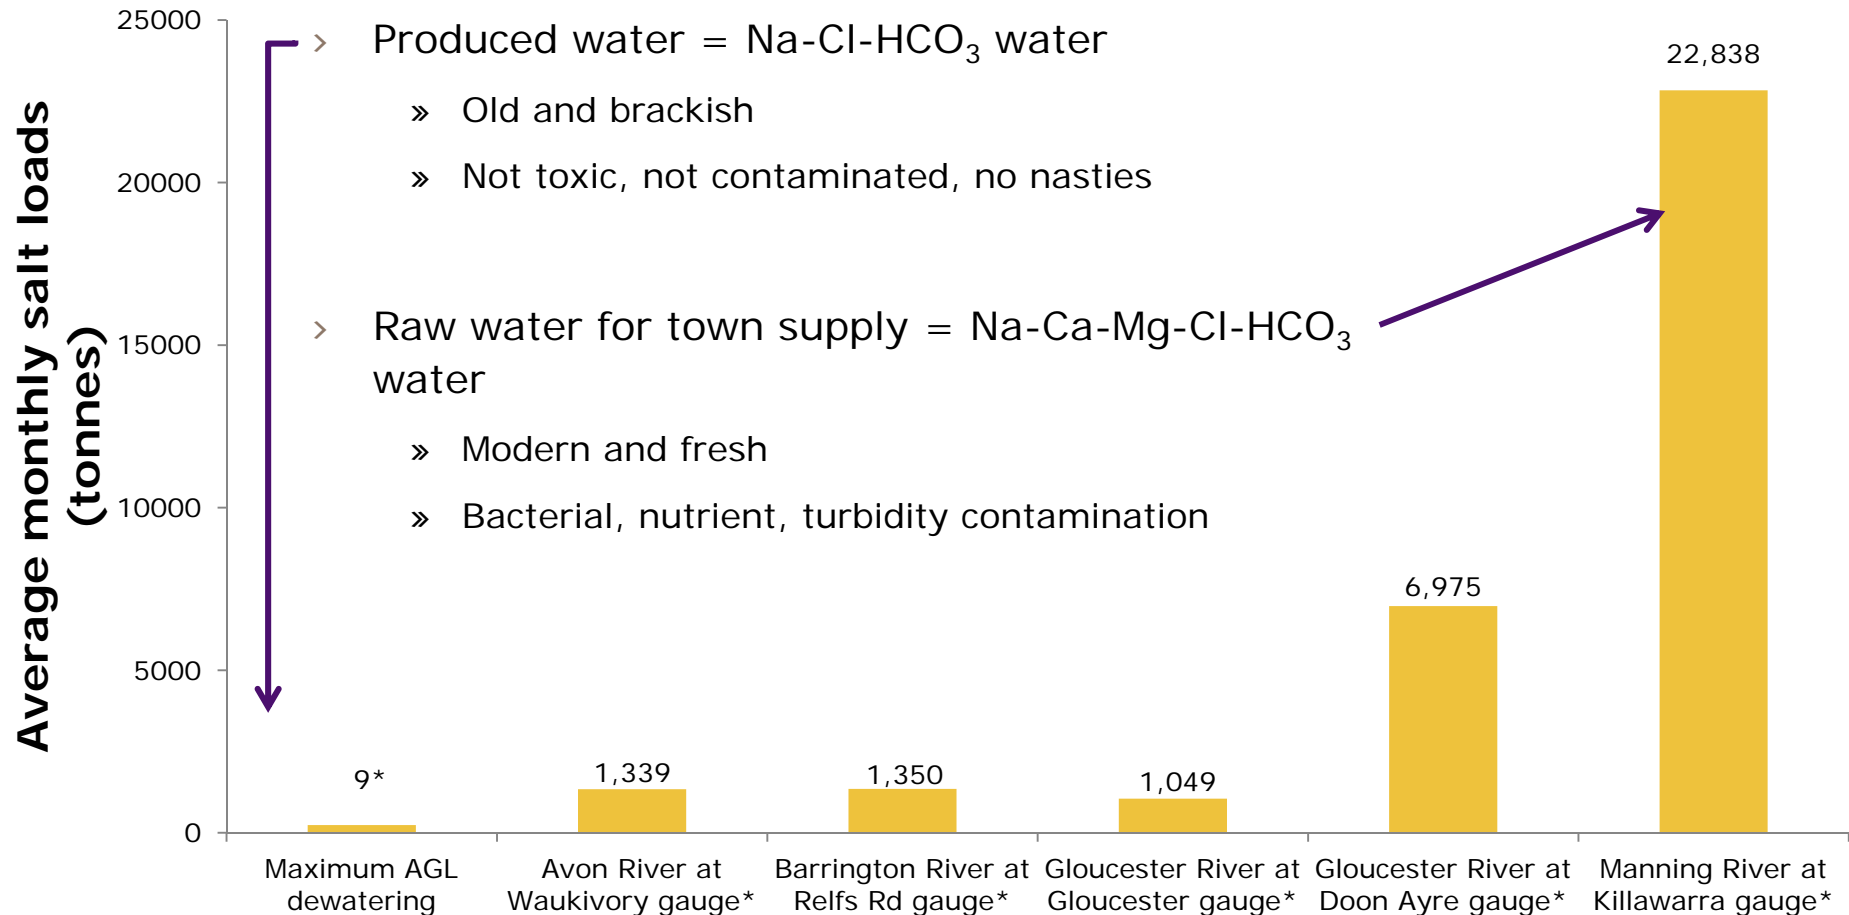 Average monthly salt loads
(tonnes)
25000
20000
15000
10000
5000
0
› Produced water = Na-Cl-HCO₃ water
» Old and brackish
» Not toxic, not contaminated, no nasties
› Raw water for town supply = Na-Ca-Mg-Cl-HCO₃
water
» Modern and fresh
» Bacterial, nutrient, turbidity contamination
9*
1,339
1,350
1,049
6,975
22,838
Maximum AGL
dewatering
Avon River at
Waukivory gauge*
Barrington River at
Relfs Rd gauge*
Gloucester River at
Gloucester gauge*
Gloucester River at
Doon Ayre gauge*
Manning River at
Killawarra gauge*